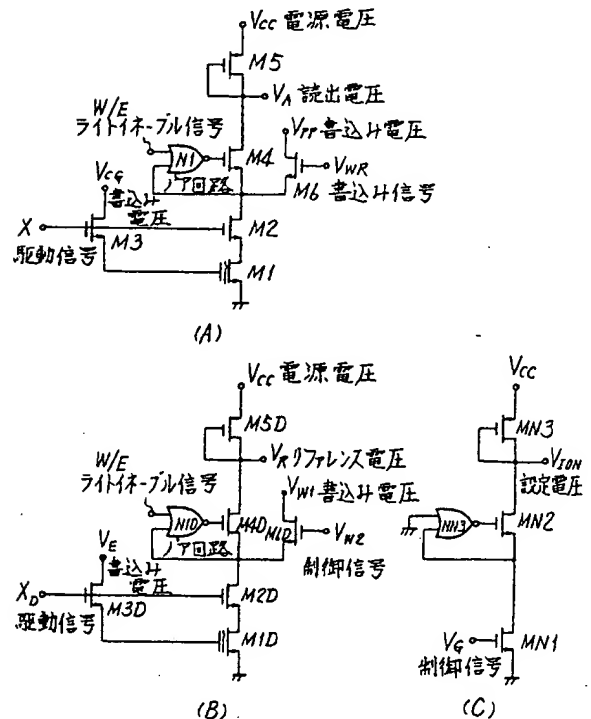 VCC 電源電圧
M5
VA 読出電圧
W/E
ライトイネーブル信号
VPP 書込み電圧
N1
M4
VWR
ノア回路
M6 書込み信号
VCG
書込み
電圧
X
M2
駆動信号
M3
M1
(A)
VCC 電源電圧
M5D
VR リファレンス電圧
W/E
ライトイネーブル信号
VW1 書込み電圧
N1D
M4D
M6D
VW2
ノア回路
制御信号
VE
書込み
電圧
XD
M2D
駆動信号
M3D
M1D
(B)
VCC
MN3
VION
設定電圧
NN3
MN2
VG
MN1
制御信号
(C)